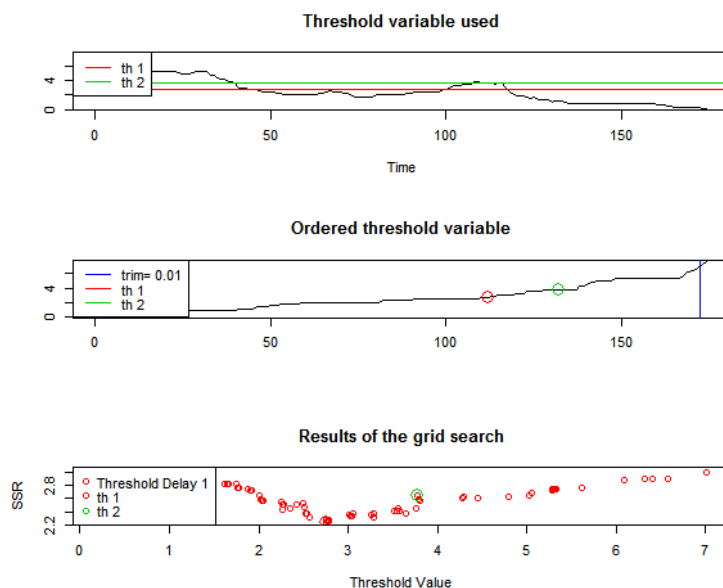 Threshold variable used
th 1
th 2
0 4
0 50 100 150
Time
Ordered threshold variable
trim= 0.01
th 1
th 2
0 4
0 50 100 150
Results of the grid search
SSR
2.2 2.8
Threshold Delay 1
th 1
th 2
0 1 2 3 4 5 6 7
Threshold Value